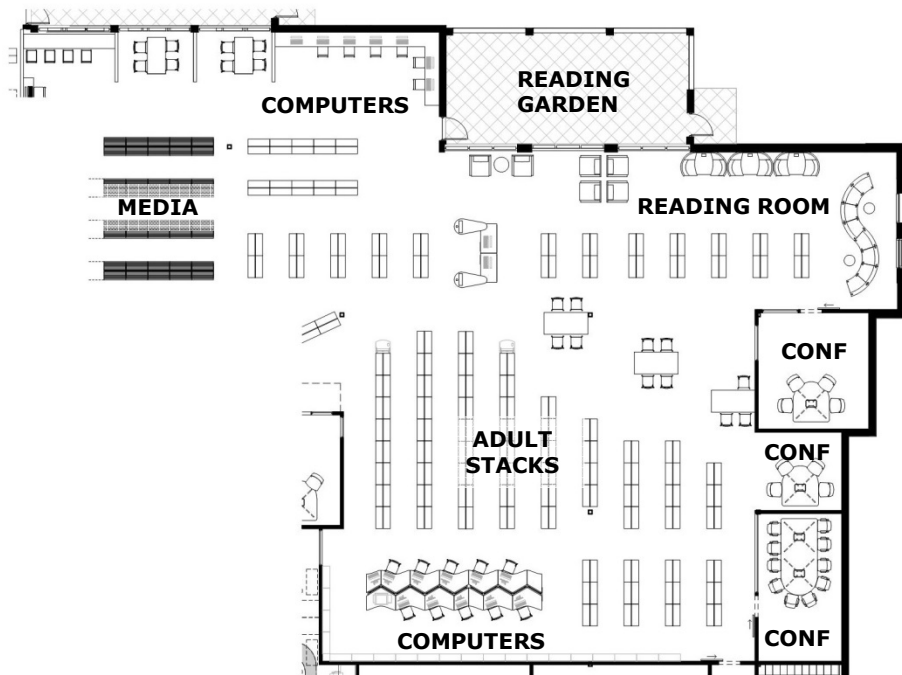 READING
GARDEN
COMPUTERS
MEDIA
READING ROOM
CONF
ADULT
STACKS
CONF
COMPUTERS
CONF